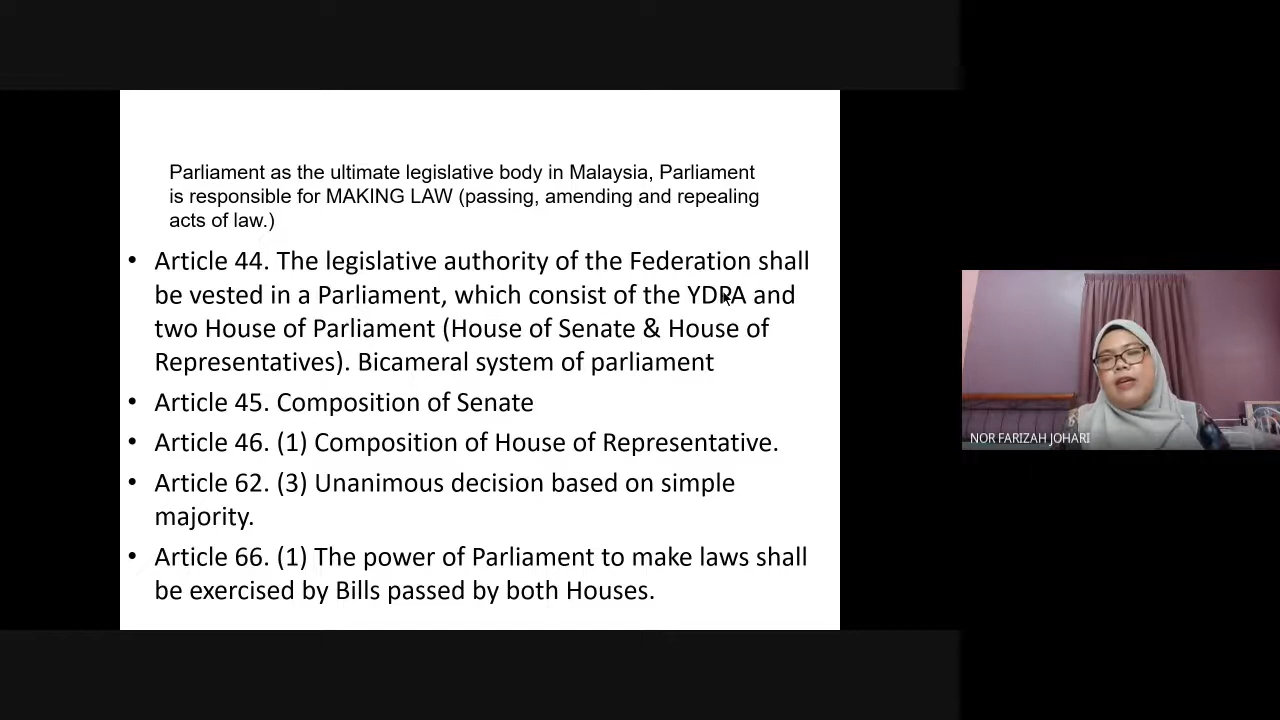 Parliament as the ultimate legislative body in Malaysia, Parliament
is responsible for MAKING LAW (passing, amending and repealing
acts of law.)
• Article 44. The legislative authority of the Federation shall
be vested in a Parliament, which consist of the YDPA and
two House of Parliament (House of Senate & House of
Representatives). Bicameral system of parliament
• Article 45. Composition of Senate
• Article 46. (1) Composition of House of Representative.
• Article 62. (3) Unanimous decision based on simple
majority.
• Article 66. (1) The power of Parliament to make laws shall
be exercised by Bills passed by both Houses.
NOR FARIZAH JOHARI